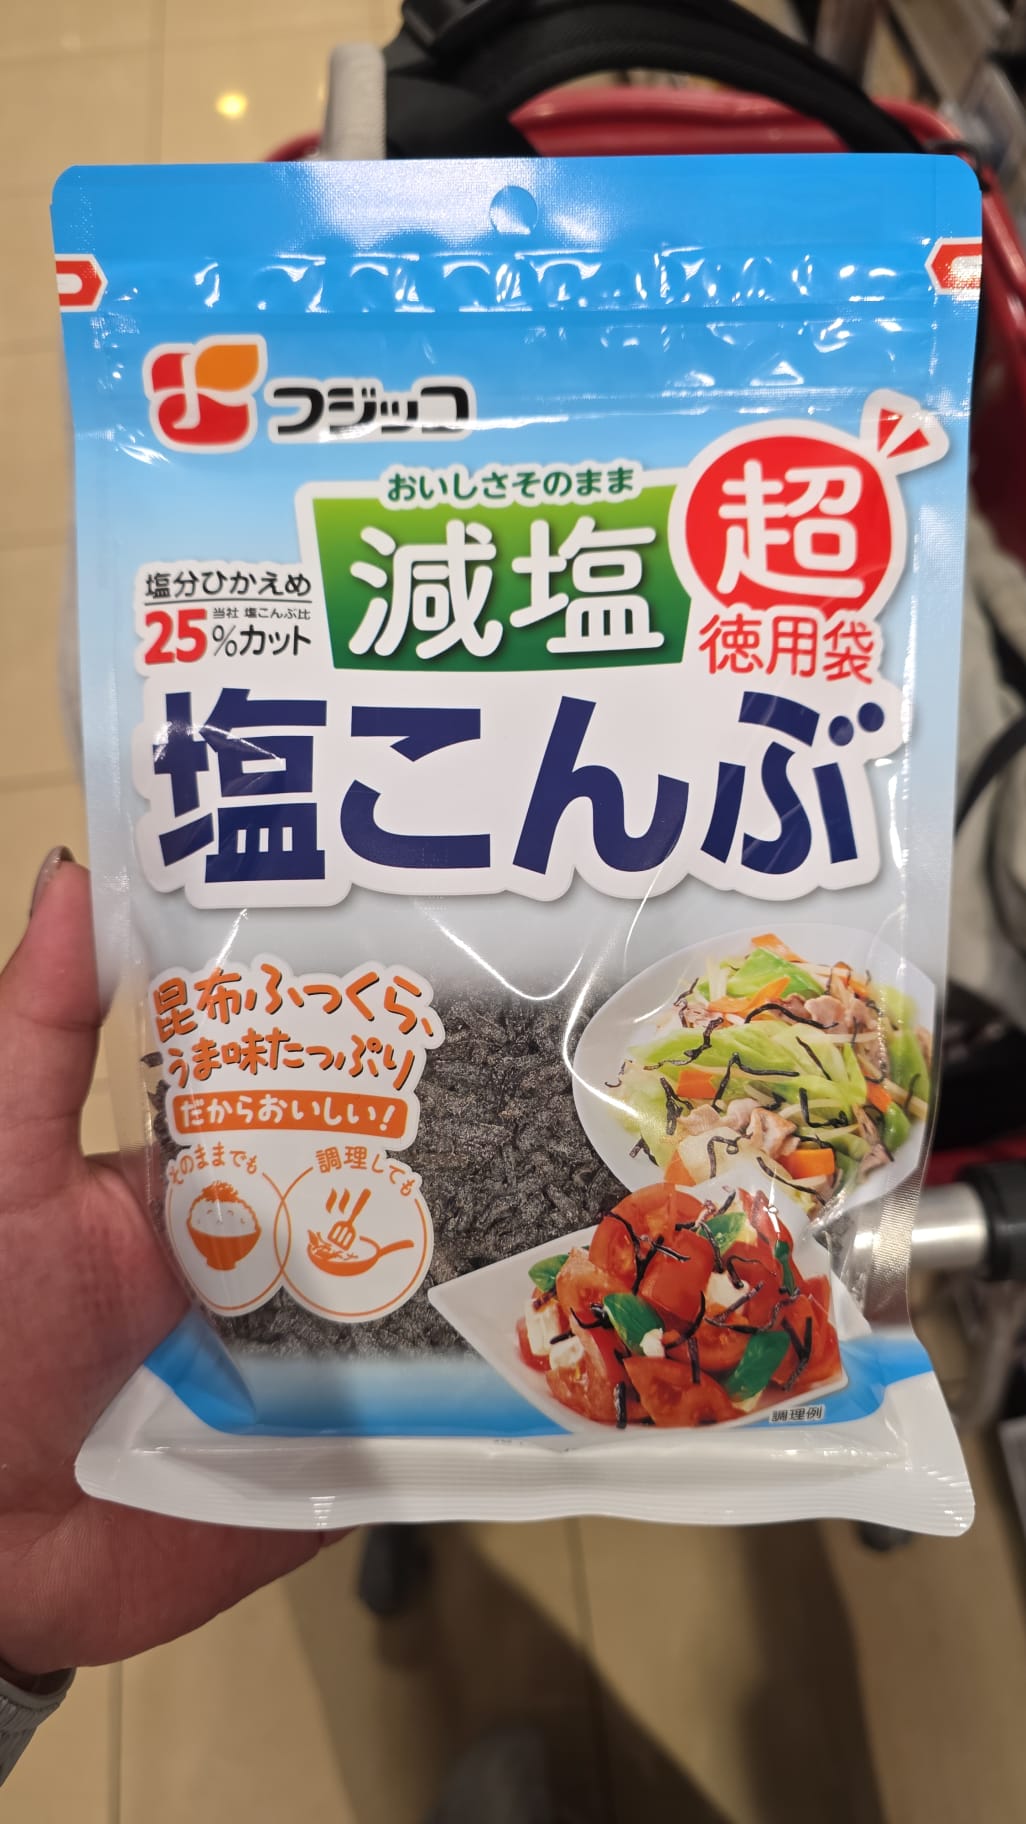 フジッコ
おいしさそのまま
減塩
超
徳用袋
塩分ひかえめ
当社 塩こんぶ比
25%カット
塩こんぶ
昆布ふっくら、
うま味たっぷり
だからおいしい!
そのままでも
調理しても
調理例